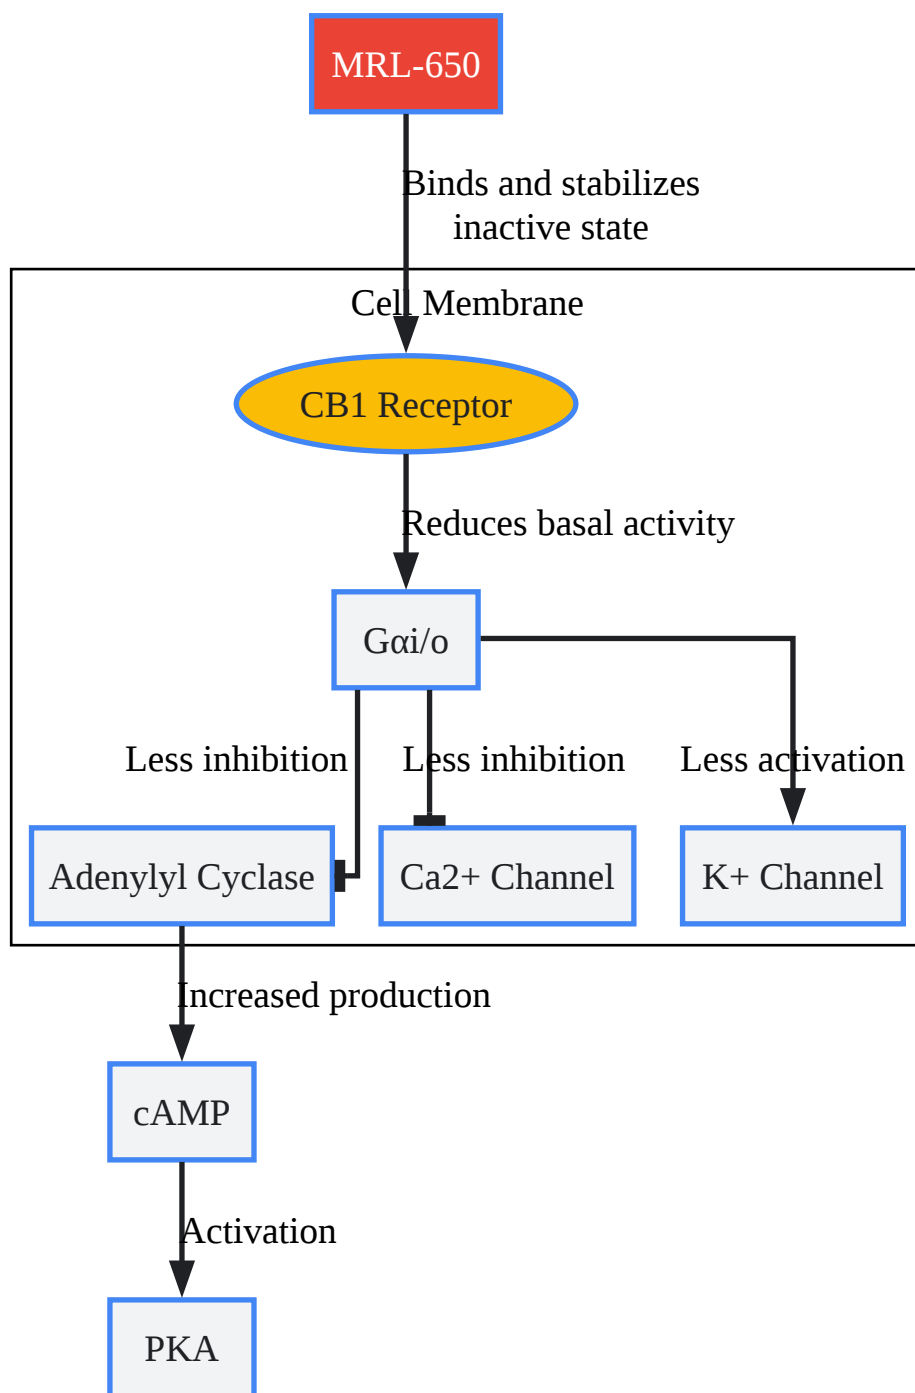 MRL-650
Binds and stabilizes
inactive state
Cell Membrane
CB1 Receptor
Reduces basal activity
Gαi/o
Less inhibition
Less inhibition
Less activation
Adenylyl Cyclase
Ca2+ Channel
K+ Channel
Increased production
cAMP
Activation
PKA